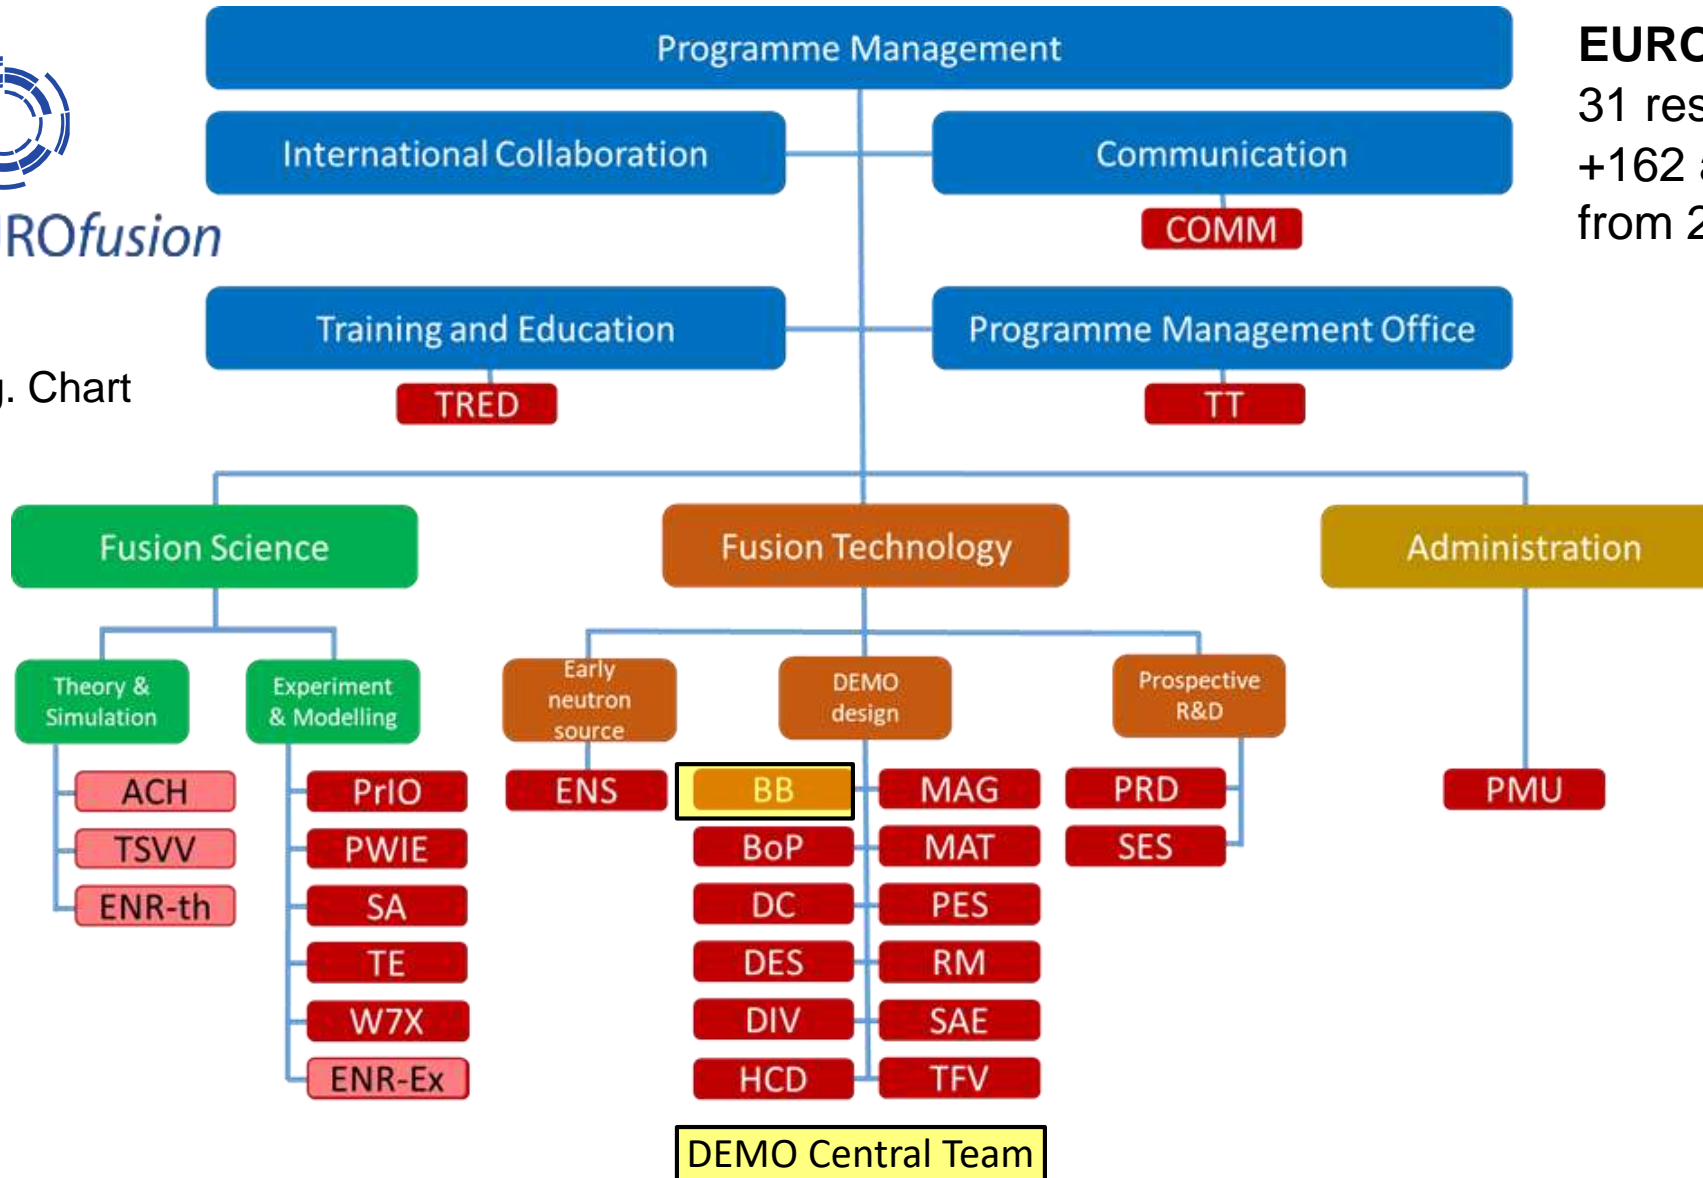 Programme Management
EURO
31 res
+162 a
from 2
International Collaboration
Communication
COMM
ROfusion
Training and Education
Programme Management Office
TRED
TT
g. Chart
Fusion Science
Fusion Technology
Administration
Theory &
Simulation
Experiment
& Modelling
Early
neutron
source
DEMO
design
Prospective
R&D
ACH
TSVV
ENR-th
PrIO
PWIE
SA
TE
W7X
ENR-Ex
ENS
BB
BoP
DC
DES
DIV
HCD
MAG
MAT
PES
RM
SAE
TFV
PRD
SES
PMU
DEMO Central Team